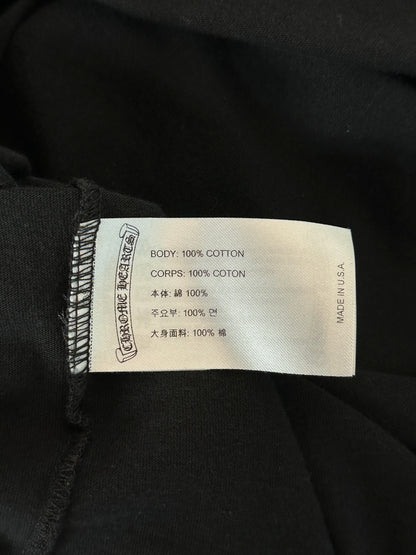 CHROME HEARTS
BODY: 100% COTTON
CORPS: 100% COTON
本体: 綿 100%
주요부: 100% 면
大身面料: 100% 棉
MADE IN U.S.A.